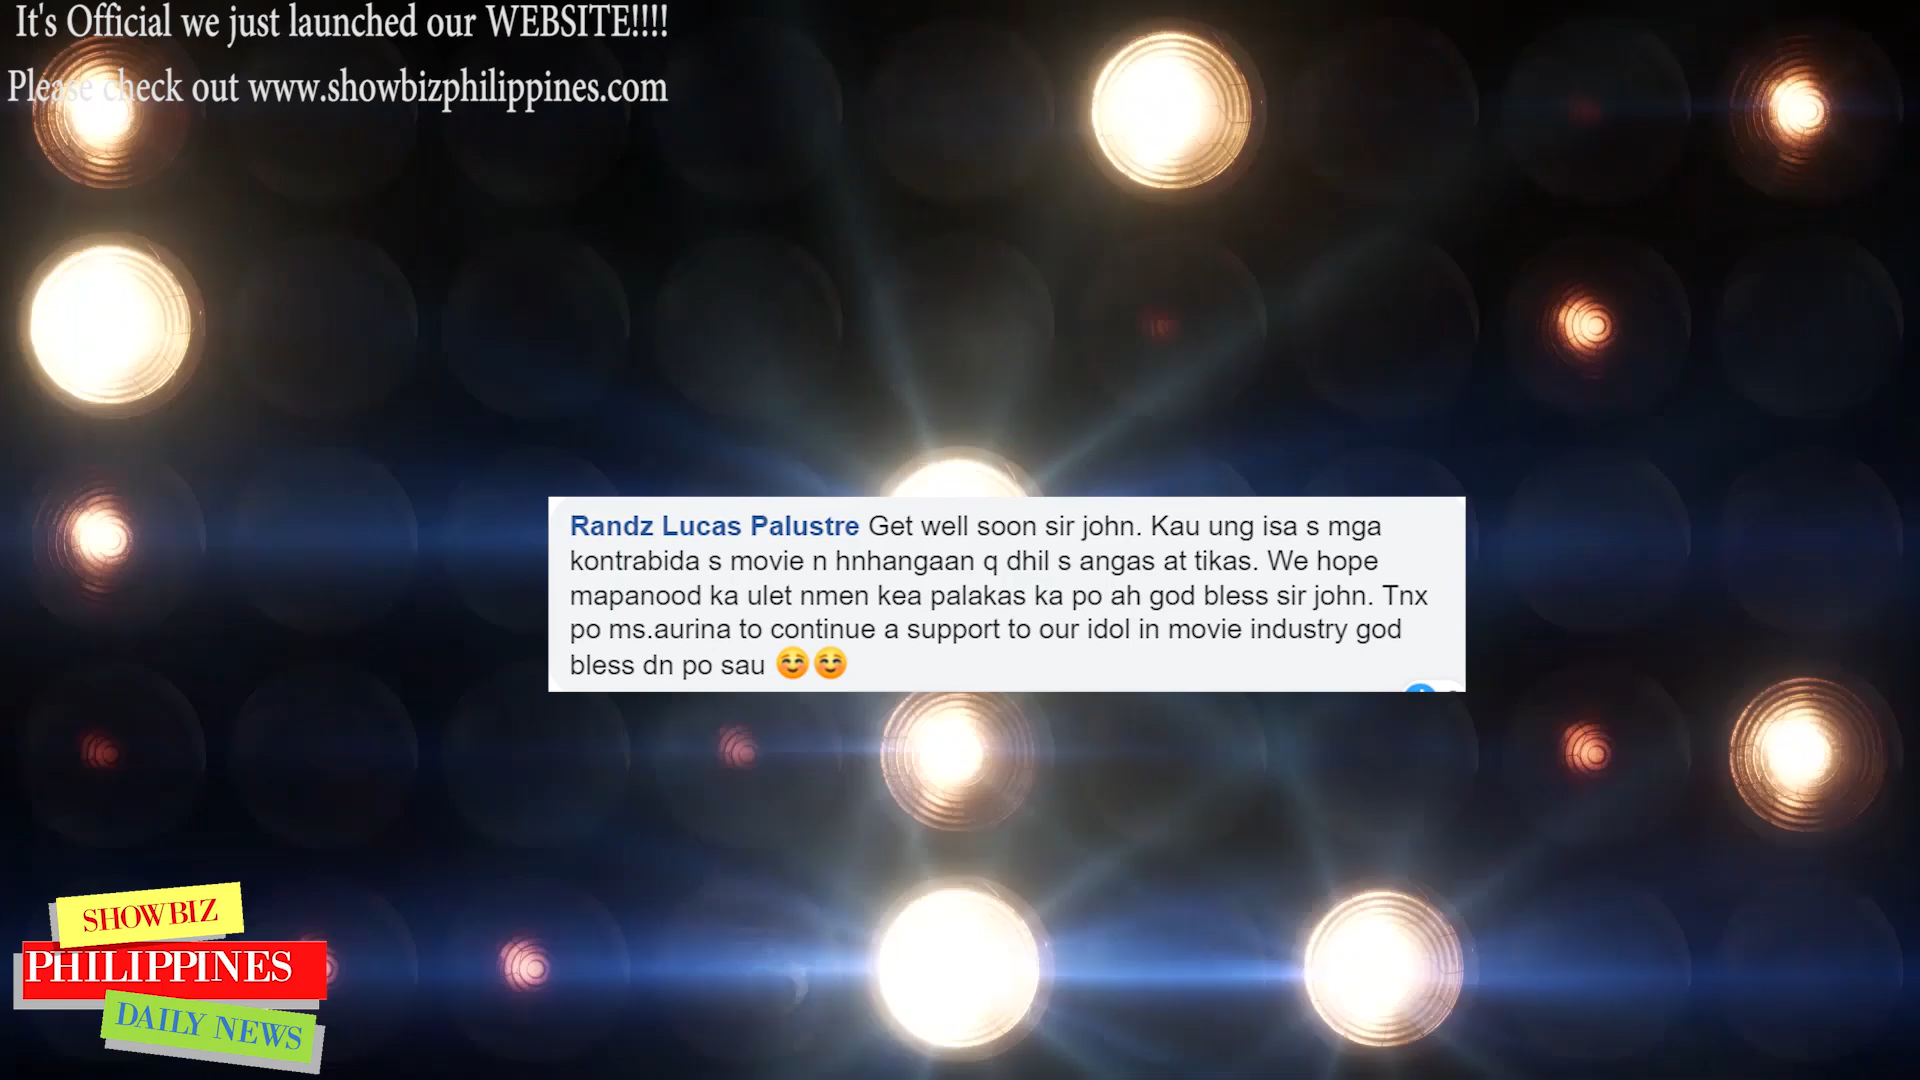 It's Official we just launched our WEBSITE!!!!
Please check out www.showbizphilippines.com
Randz Lucas Palustre Get well soon sir john. Kau ung isa s mga
kontrabida s movie n hnhangaan q dhil s angas at tikas. We hope
mapanood ka ulet nmen kea palakas ka po ah god bless sir john. Tnx
po ms.aurina to continue a support to our idol in movie industry god
bless dn po sau ☺️☺️
SHOWBIZ
PHILIPPINES
DAILY NEWS